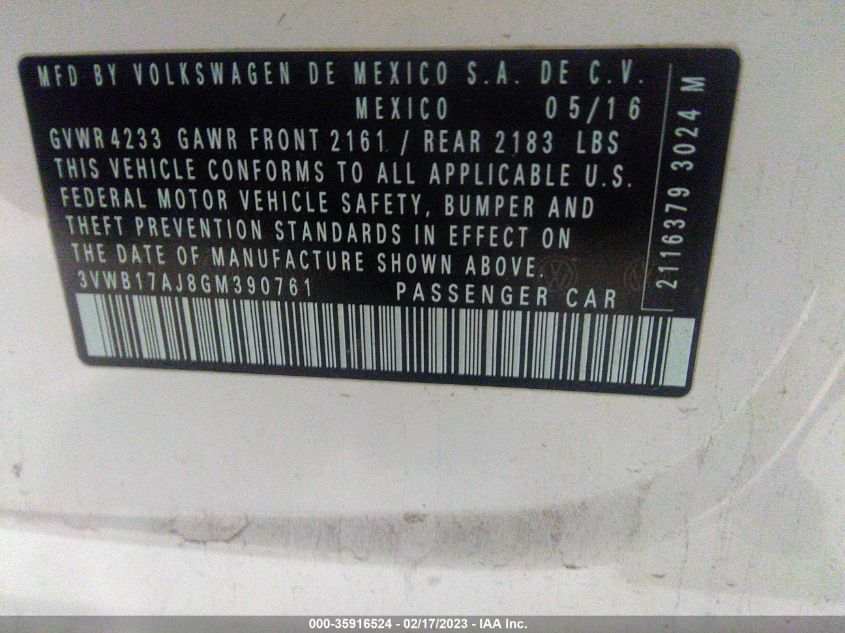 MFD BY VOLKSWAGEN DE MEXICO S.A. DE C.V.
MEXICO 05/16
GVWR 4233 GAWR FRONT 2161 / REAR 2183 LBS
THIS VEHICLE CONFORMS TO ALL APPLICABLE U.S.
FEDERAL MOTOR VEHICLE SAFETY, BUMPER AND
THEFT PREVENTION STANDARDS IN EFFECT ON
THE DATE OF MANUFACTURE SHOWN ABOVE.
3VWB17AJ8GM390761 PASSENGER CAR
2116379 3024 M
000-35916524 - 02/17/2023 - IAA Inc.